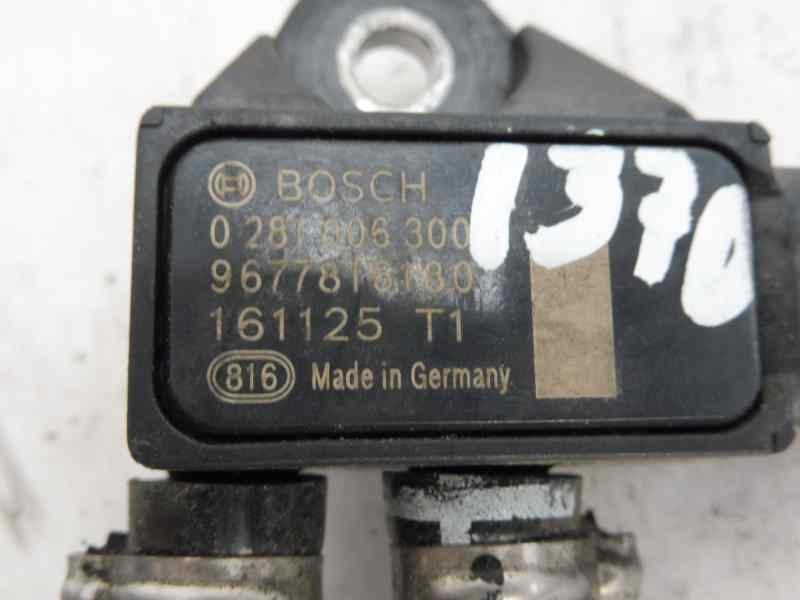 BOSCH
0 281 006 300
9677816180
161125 T1
816 Made in Germany
1370